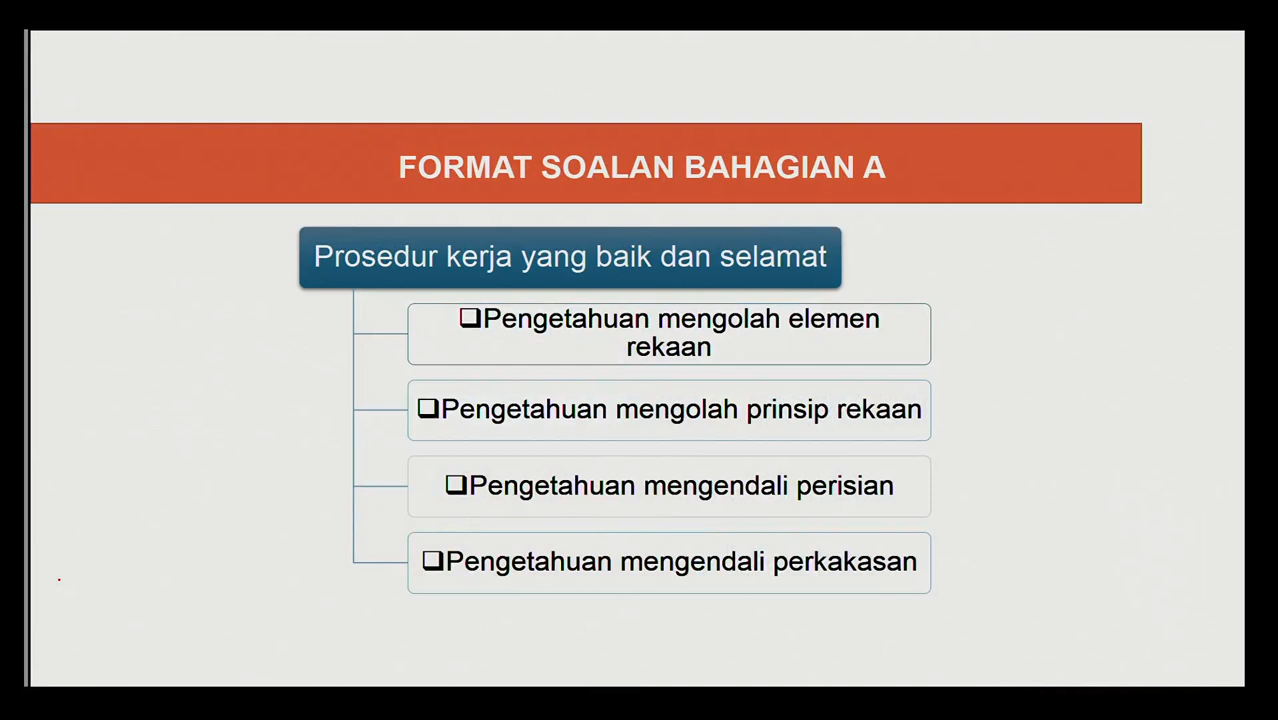 FORMAT SOALAN BAHAGIAN A
Prosedur kerja yang baik dan selamat
❑Pengetahuan mengolah elemen
rekaan
❑Pengetahuan mengolah prinsip rekaan
❑Pengetahuan mengendali perisian
❑Pengetahuan mengendali perkakasan